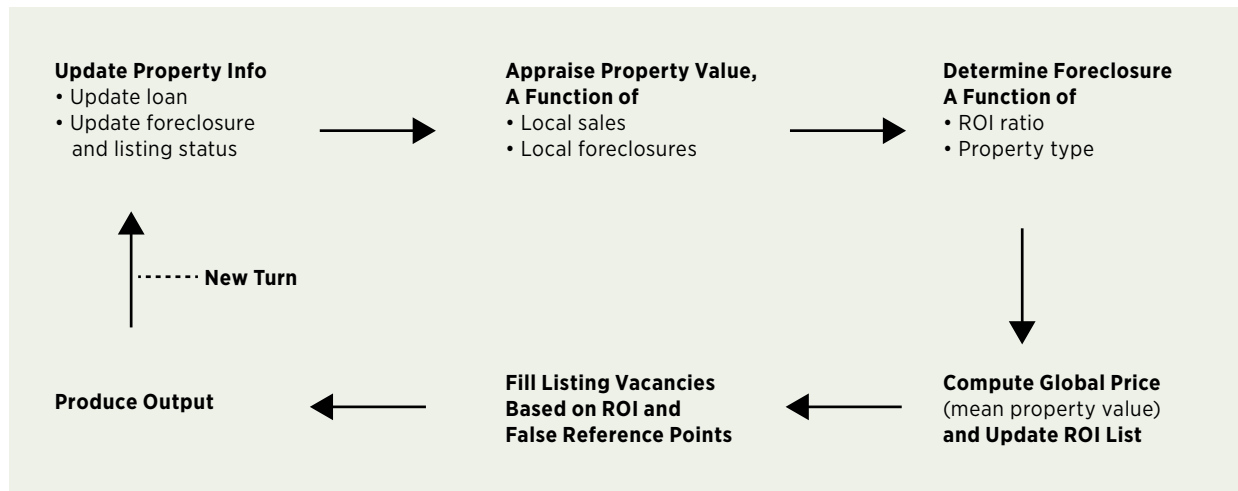 Update Property Info
• Update loan
• Update foreclosure
and listing status
Appraise Property Value,
A Function of
• Local sales
• Local foreclosures
Determine Foreclosure
A Function of
• ROI ratio
• Property type
New Turn
Compute Global Price
(mean property value)
and Update ROI List
Fill Listing Vacancies
Based on ROI and
False Reference Points
Produce Output